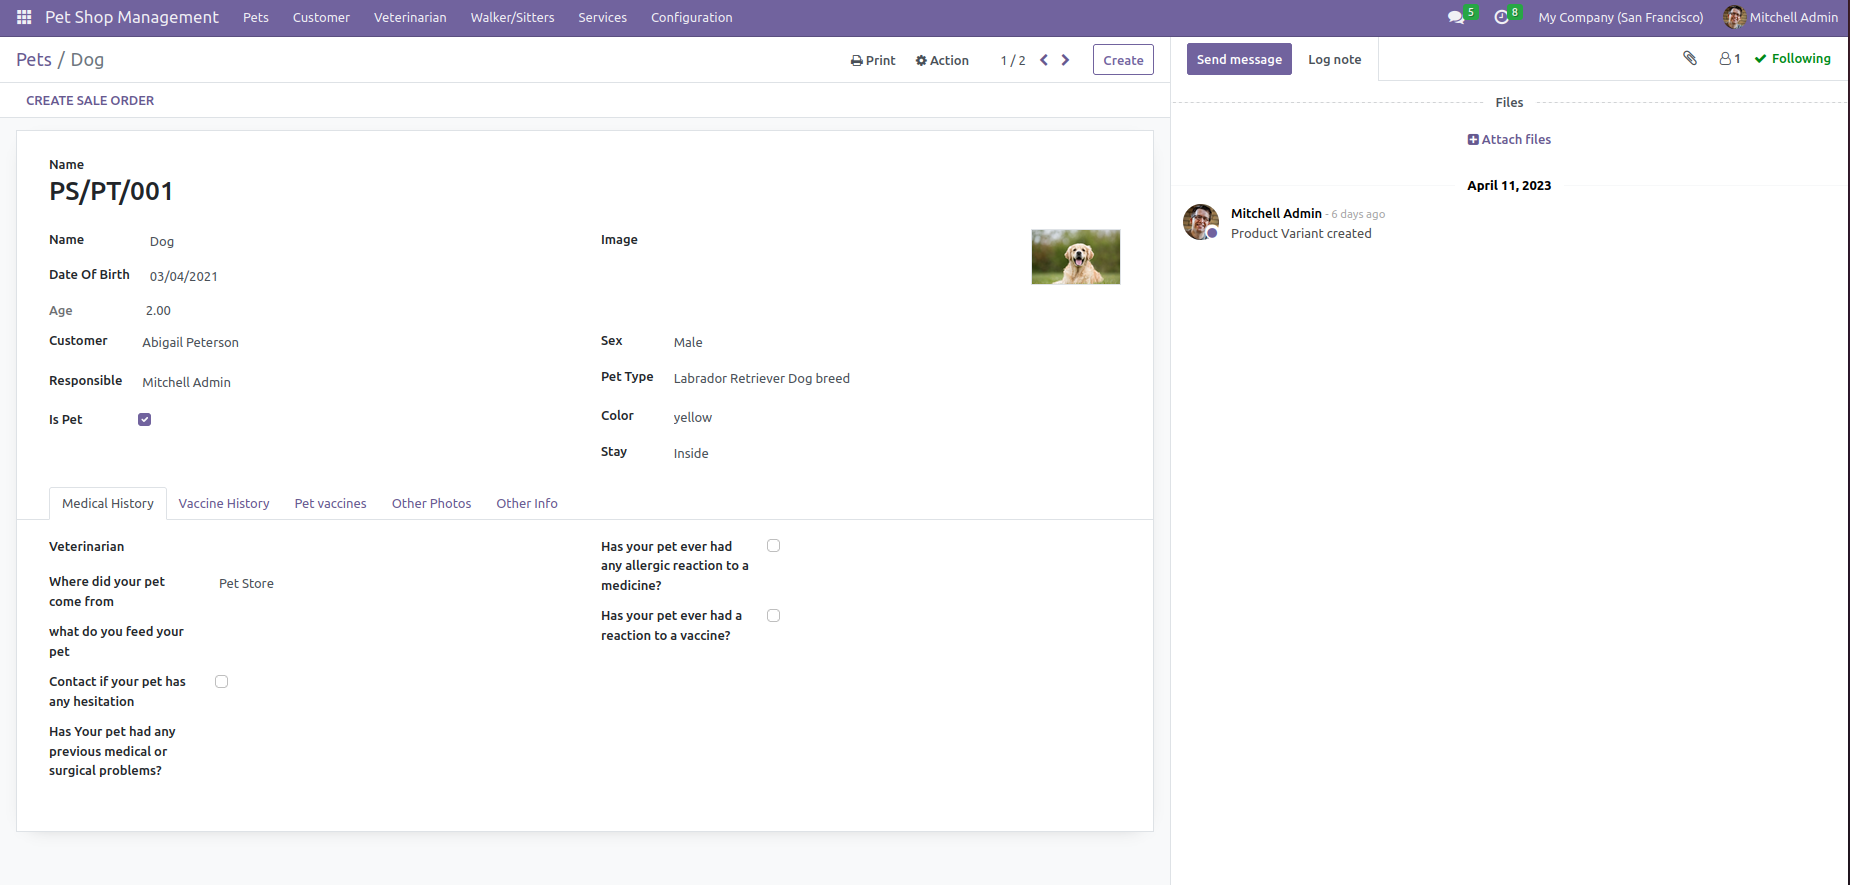 Pet Shop Management Pets Customer Veterinarian Walker/Sitters Services Configuration 5 8 My Company (San Francisco) Mitchell Admin
Pets / Dog Print Action 1 / 2 Create
CREATE SALE ORDER
Name
PS/PT/001
Name Dog
Image
Date Of Birth 03/04/2021
Age 2.00
Customer Abigail Peterson
Sex Male
Responsible Mitchell Admin
Pet Type Labrador Retriever Dog breed
Is Pet
Color yellow
Stay Inside
Medical History Vaccine History Pet vaccines Other Photos Other Info
Veterinarian
Where did your pet
come from
Pet Store
what do you feed your
pet
Contact if your pet has
any hesitation
Has Your pet had any
previous medical or
surgical problems?
Has your pet ever had
any allergic reaction to a
medicine?
Has your pet ever had a
reaction to a vaccine?
Send message Log note 1 Following
Files
Attach files
April 11, 2023
Mitchell Admin - 6 days ago
Product Variant created